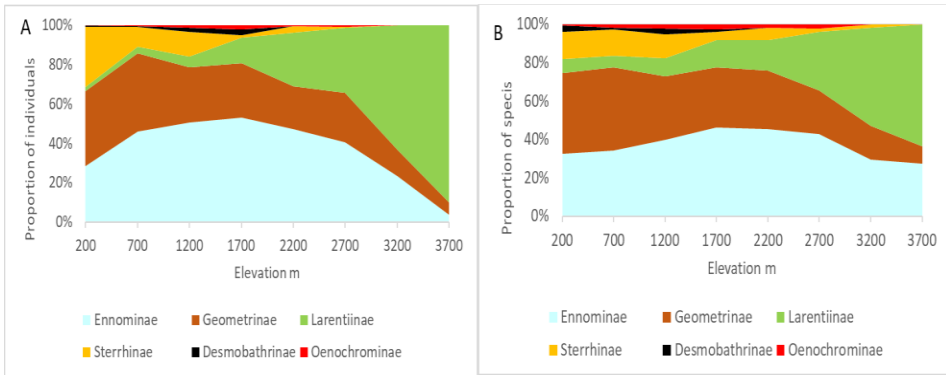 A
Proportion of individuals
100%
80%
60%
40%
20%
0%
200 700 1200 1700 2200 2700 3200 3700
Elevation m
Ennominae Geometrinae Larentiinae
Sterrhinae Desmobathrinae Oenochrominae
B
Proportion of specis
100%
80%
60%
40%
20%
0%
200 700 1200 1700 2200 2700 3200 3700
Elevation m
Ennominae Geometrinae Larentiinae
Sterrhinae Desmobathrinae Oenochrominae